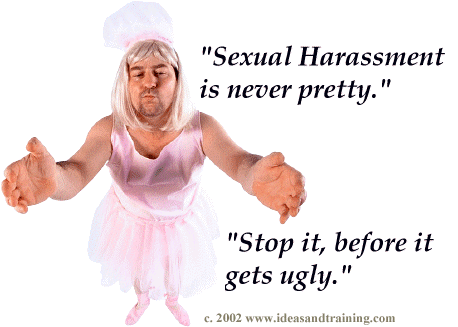 "Sexual Harassment
is never pretty."
"Stop it, before it
gets ugly."
c. 2002 www.ideasandtraining.com